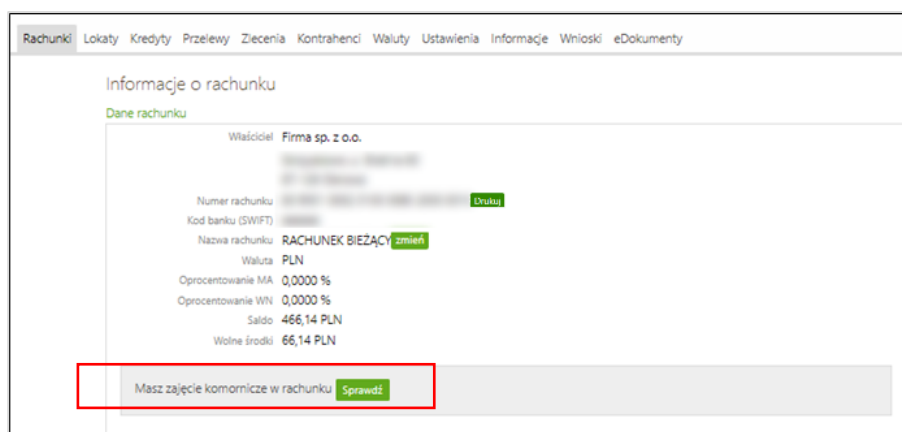 Rachunki Lokaty Kredyty Przelewy Zlecenia Kontrahenci Waluty Ustawienia Informacje Wnioski eDokumenty
Informacje o rachunku
Dane rachunku
Właściciel Firma sp. z o.o.
Numer rachunku Drukuj
Kod banku (SWIFT)
Nazwa rachunku RACHUNEK BIEŻĄCY zmień
Waluta PLN
Oprocentowanie MA 0,0000 %
Oprocentowanie WN 0,0000 %
Saldo 466,14 PLN
Wolne środki 66,14 PLN
Masz zajęcie komornicze w rachunku Sprawdź